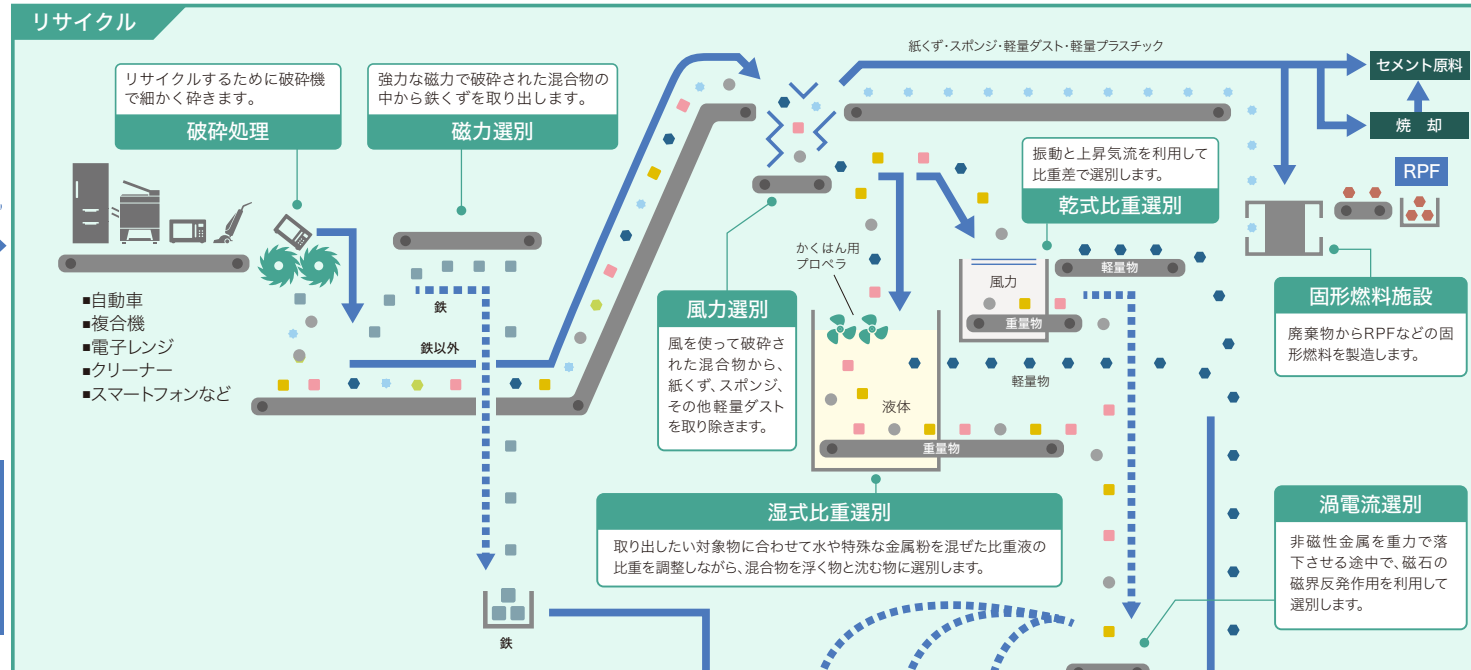 リサイクル
リサイクルするために破砕機
で細かく砕きます。
破砕処理
強力な磁力で破砕された混合物の
中から鉄くずを取り出します。
磁力選別
紙くず・スポンジ・軽量ダスト・軽量プラスチック
セメント原料
焼 却
RPF
振動と上昇気流を利用して
比重差で選別します。
乾式比重選別
かくはん用
プロペラ
風力
軽量物
重量物
■自動車
■複合機
■電子レンジ
■クリーナー
■スマートフォンなど
鉄
鉄以外
風力選別
風を使って破砕さ
れた混合物から、
紙くず、スポンジ、
その他軽量ダスト
を取り除きます。
液体
軽量物
重量物
固形燃料施設
廃棄物からRPFなどの固
形燃料を製造します。
湿式比重選別
取り出したい対象物に合わせて水や特殊な金属粉を混ぜた比重液の
比重を調整しながら、混合物を浮く物と沈む物に選別します。
渦電流選別
非磁性金属を重力で落
下させる途中で、磁石の
磁界反発作用を利用して
選別します。
鉄